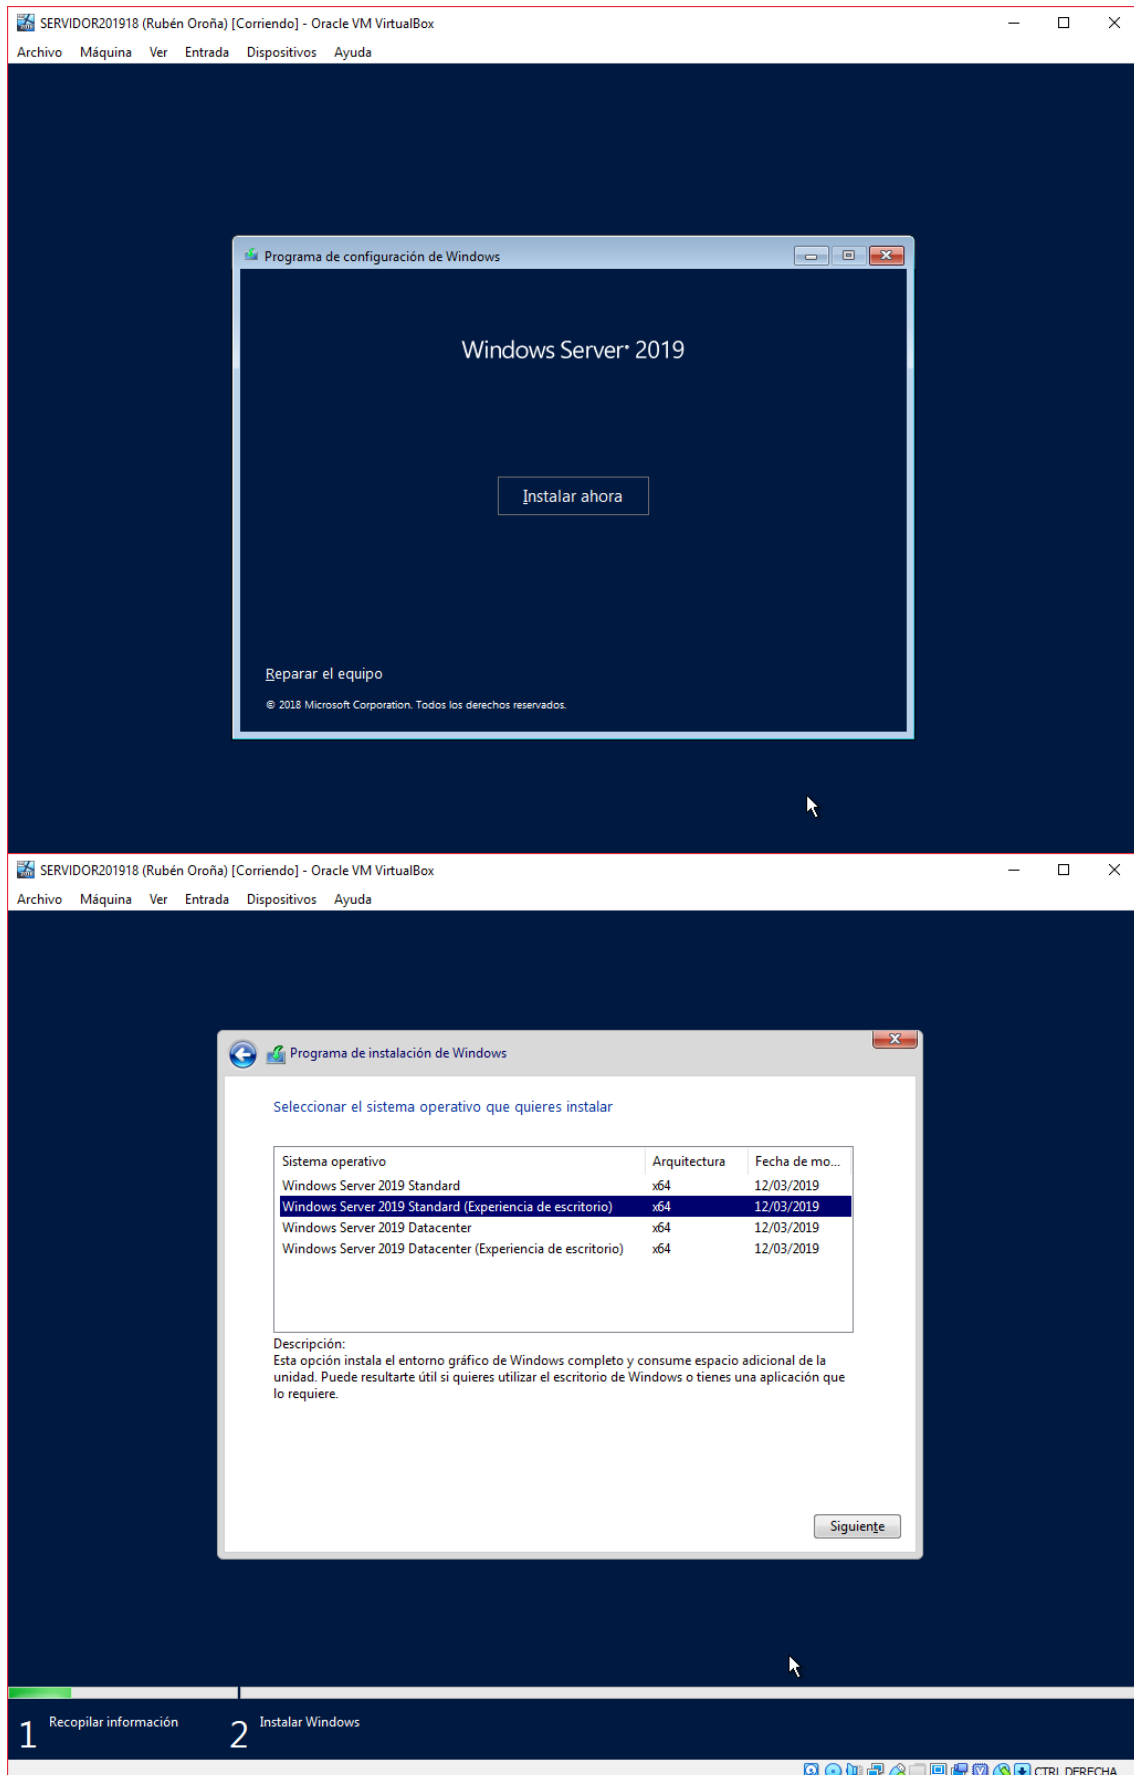 SERVIDOR201918 (Rubén Oroña) [Corriendo] - Oracle VM VirtualBox
Archivo Máquina Ver Entrada Dispositivos Ayuda
Programa de configuración de Windows
Windows Server® 2019
Instalar ahora
Reparar el equipo
© 2018 Microsoft Corporation. Todos los derechos reservados.
SERVIDOR201918 (Rubén Oroña) [Corriendo] - Oracle VM VirtualBox
Archivo Máquina Ver Entrada Dispositivos Ayuda
Programa de instalación de Windows
Seleccionar el sistema operativo que quieres instalar
Sistema operativo Arquitectura Fecha de mo...
Windows Server 2019 Standard x64 12/03/2019
Windows Server 2019 Standard (Experiencia de escritorio) x64 12/03/2019
Windows Server 2019 Datacenter x64 12/03/2019
Windows Server 2019 Datacenter (Experiencia de escritorio) x64 12/03/2019
Descripción:
Esta opción instala el entorno gráfico de Windows completo y consume espacio adicional de la
unidad. Puede resultarte útil si quieres utilizar el escritorio de Windows o tienes una aplicación que
lo requiere.
Siguiente
1 Recopilar información 2 Instalar Windows
CTRL DERECHA